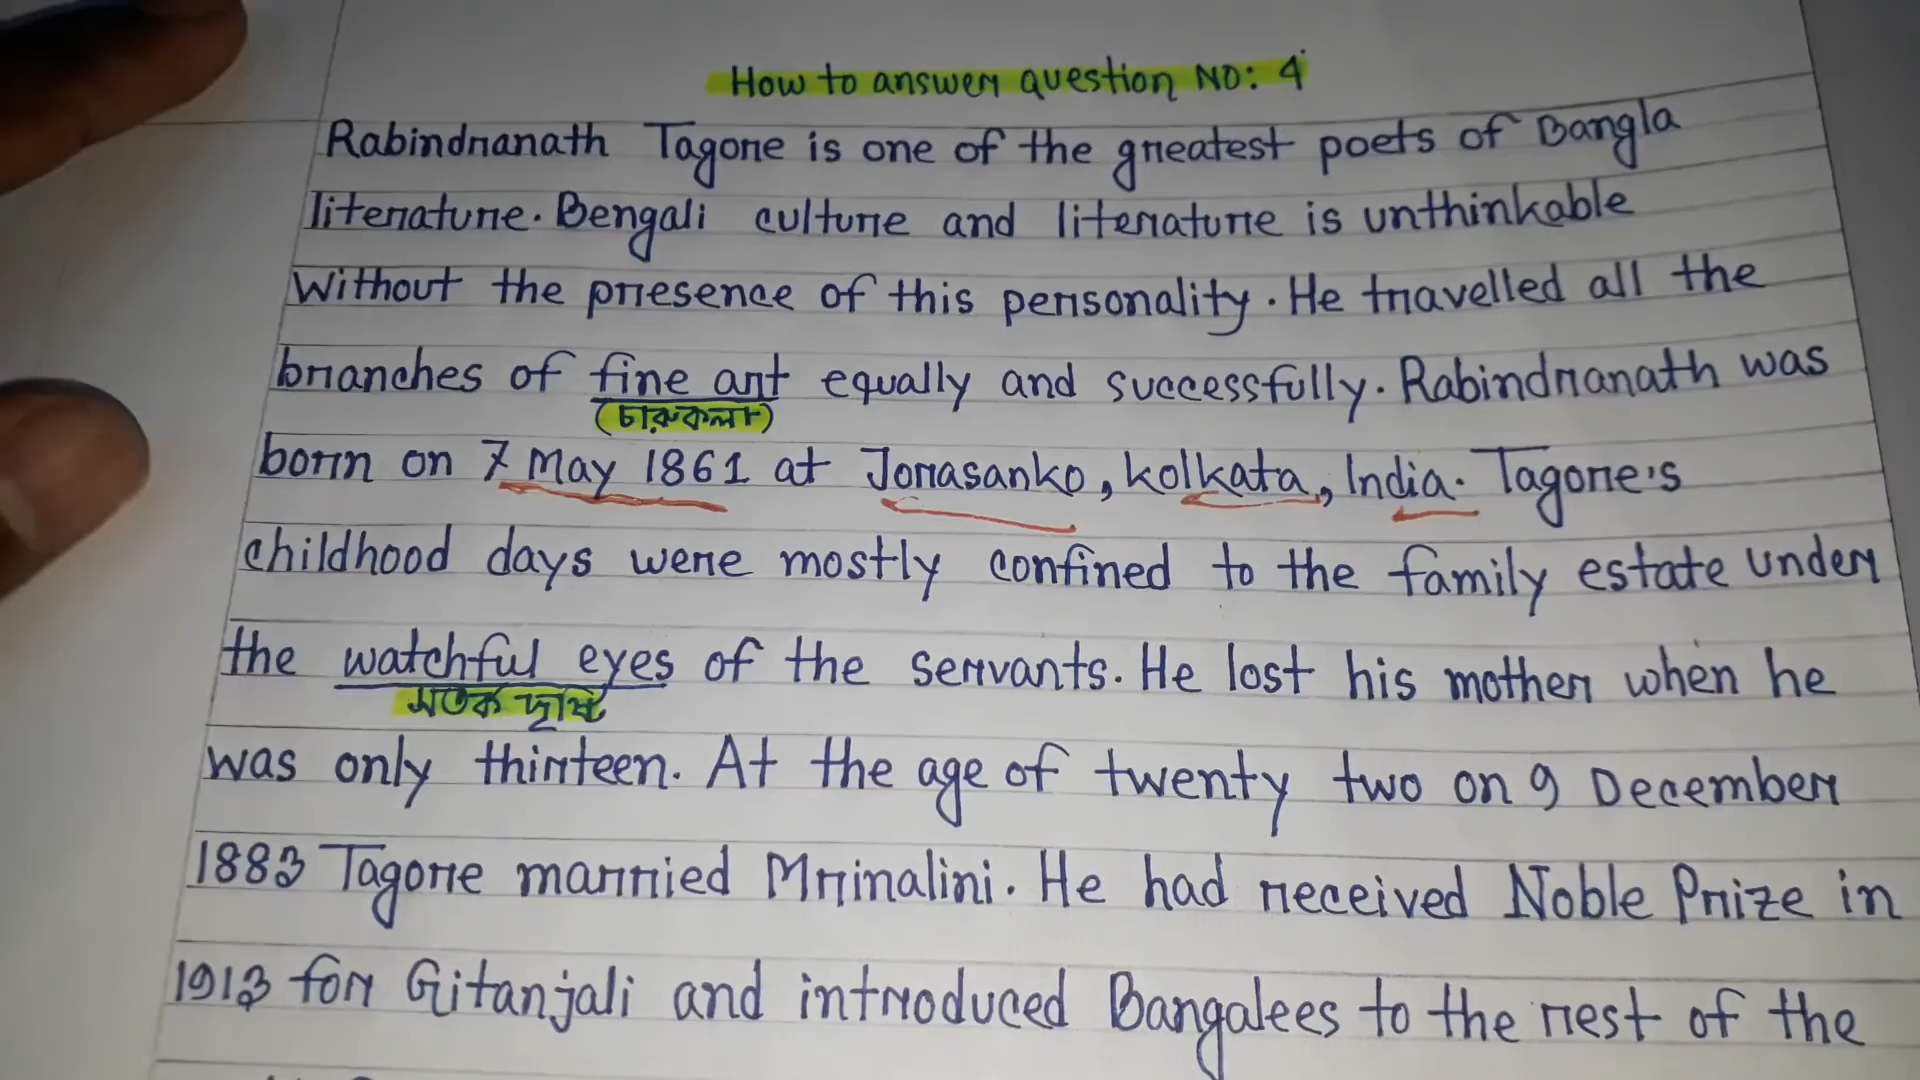 How to answer question NO: 4
Rabindranath Tagore is one of the greatest poets of Bangla
literature. Bengali culture and literature is unthinkable
without the presence of this personality. He travelled all the
branches of fine art equally and successfully. Rabindranath was
(চারুকলা)
born on 7 May 1861 at Jorasanko, Kolkata, India. Tagore's
childhood days were mostly confined to the family estate under
the watchful eyes of the servants. He lost his mother when he
সতর্ক দৃষ্টি
was only thirteen. At the age of twenty two on 9 December
1883 Tagore married Mrinalini. He had received Noble Prize in
1913 for Gitanjali and introduced Bangalees to the rest of the